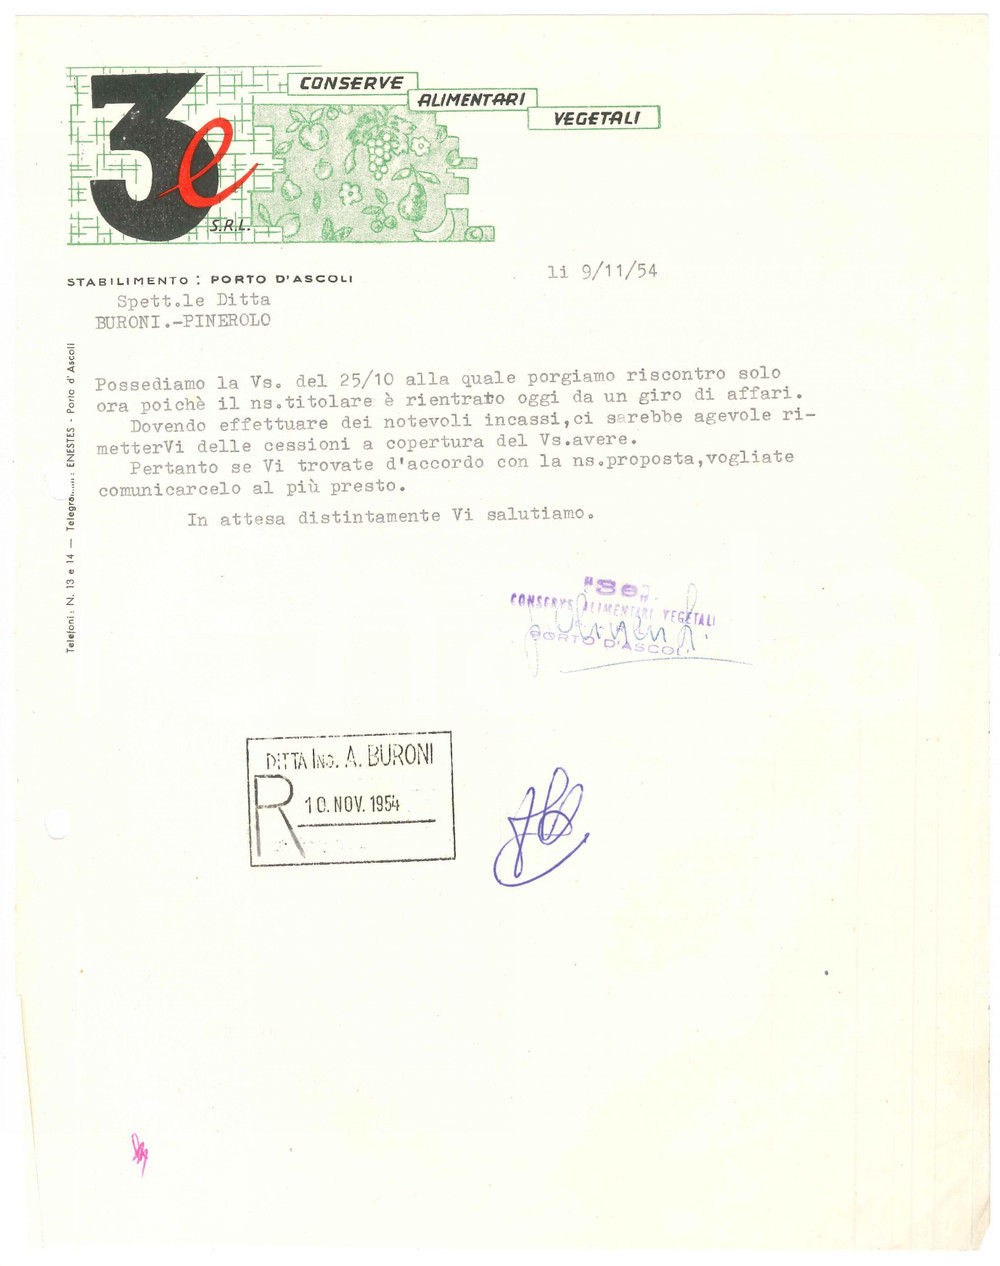 3e
S.R.L.
CONSERVE
ALIMENTARI
VEGETALI
STABILIMENTO : PORTO D'ASCOLI
li 9/11/54
Spett.le Ditta
BURONI.-PINEROLO
Possediamo la Vs. del 25/10 alla quale porgiamo riscontro solo
ora poichè il ns.titolare è rientrato oggi da un giro di affari.
Dovendo effettuare dei notevoli incassi,ci sarebbe agevole ri-
metterVi delle cessioni a copertura del Vs.avere.
Pertanto se Vi trovate d'accordo con la ns.proposta,vogliate
comunicarcelo al più presto.
In attesa distintamente Vi salutiamo.
Telefoni: N. 13 e 14 — Telegrammi: ENESTES - Porto d' Ascoli
"3e"
CONSERVE ALIMENTARI VEGETALI
PORTO D'ASCOLI
DITTA ING. A. BURONI
R 10. NOV. 1954